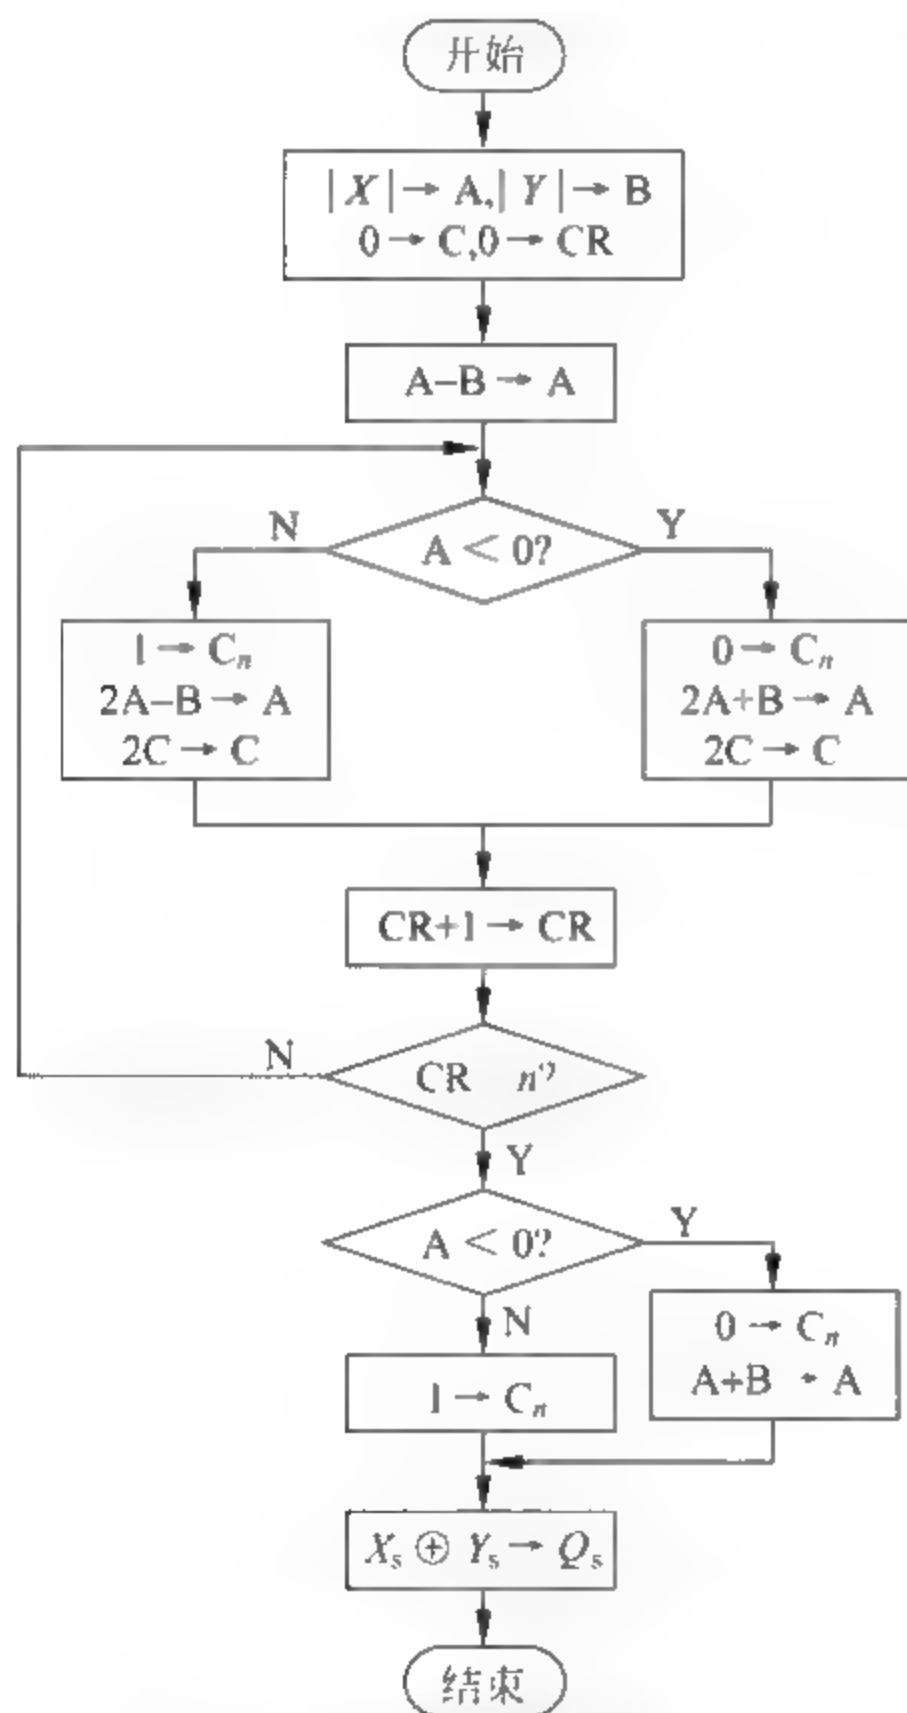 开始
| X | → A, | Y | → B
0 → C, 0 → CR
A−B → A
A < 0?
N
Y
1 → Cn
2A−B → A
2C → C
0 → Cn
2A+B → A
2C → C
CR+1 → CR
CR n?
N
Y
A < 0?
Y
N
0 → Cn
A+B → A
1 → Cn
Xs ⊕ Ys → Qs
结束